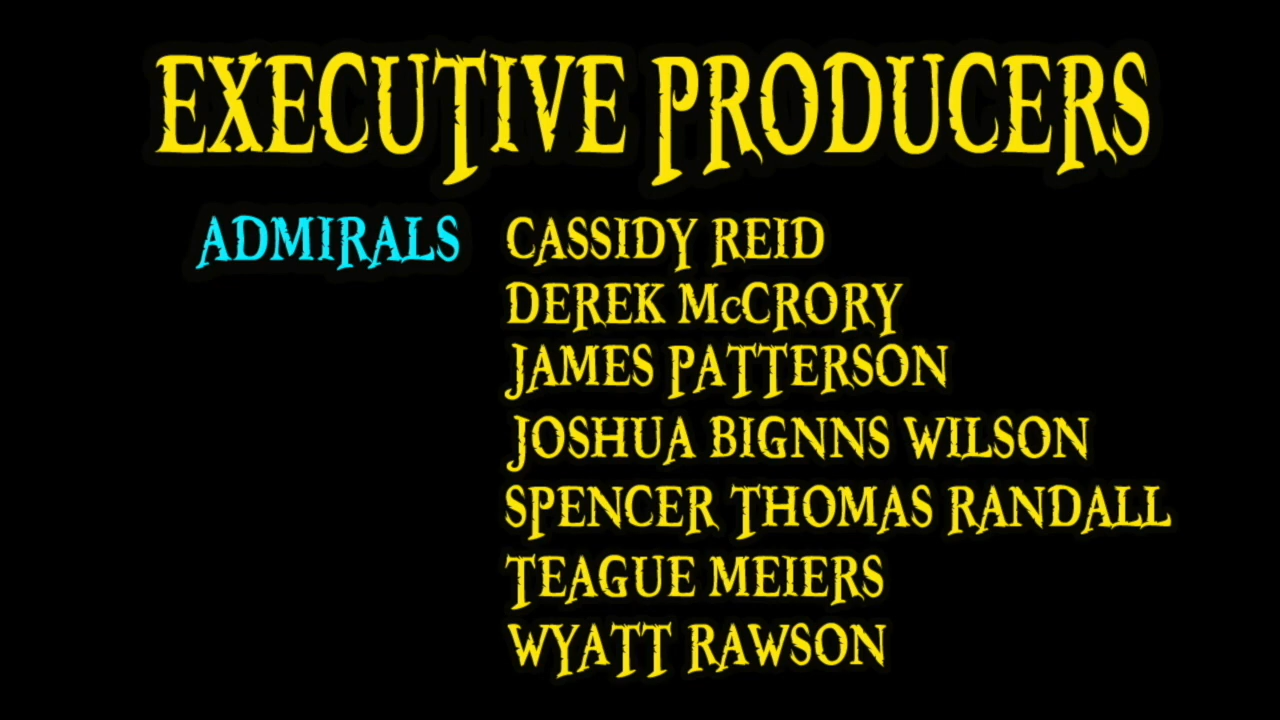 EXECUTIVE PRODUCERS
ADMIRALS CASSIDY REID
DEREK McCRORY
JAMES PATTERSON
JOSHUA BIGNNS WILSON
SPENCER THOMAS RANDALL
TEAGUE MEIERS
WYATT RAWSON